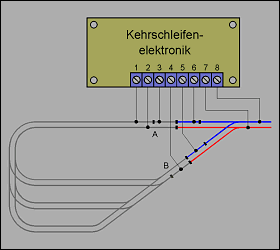 Kehrschleifen-
elektronik
1 2 3 4 5 6 7 8
A
B